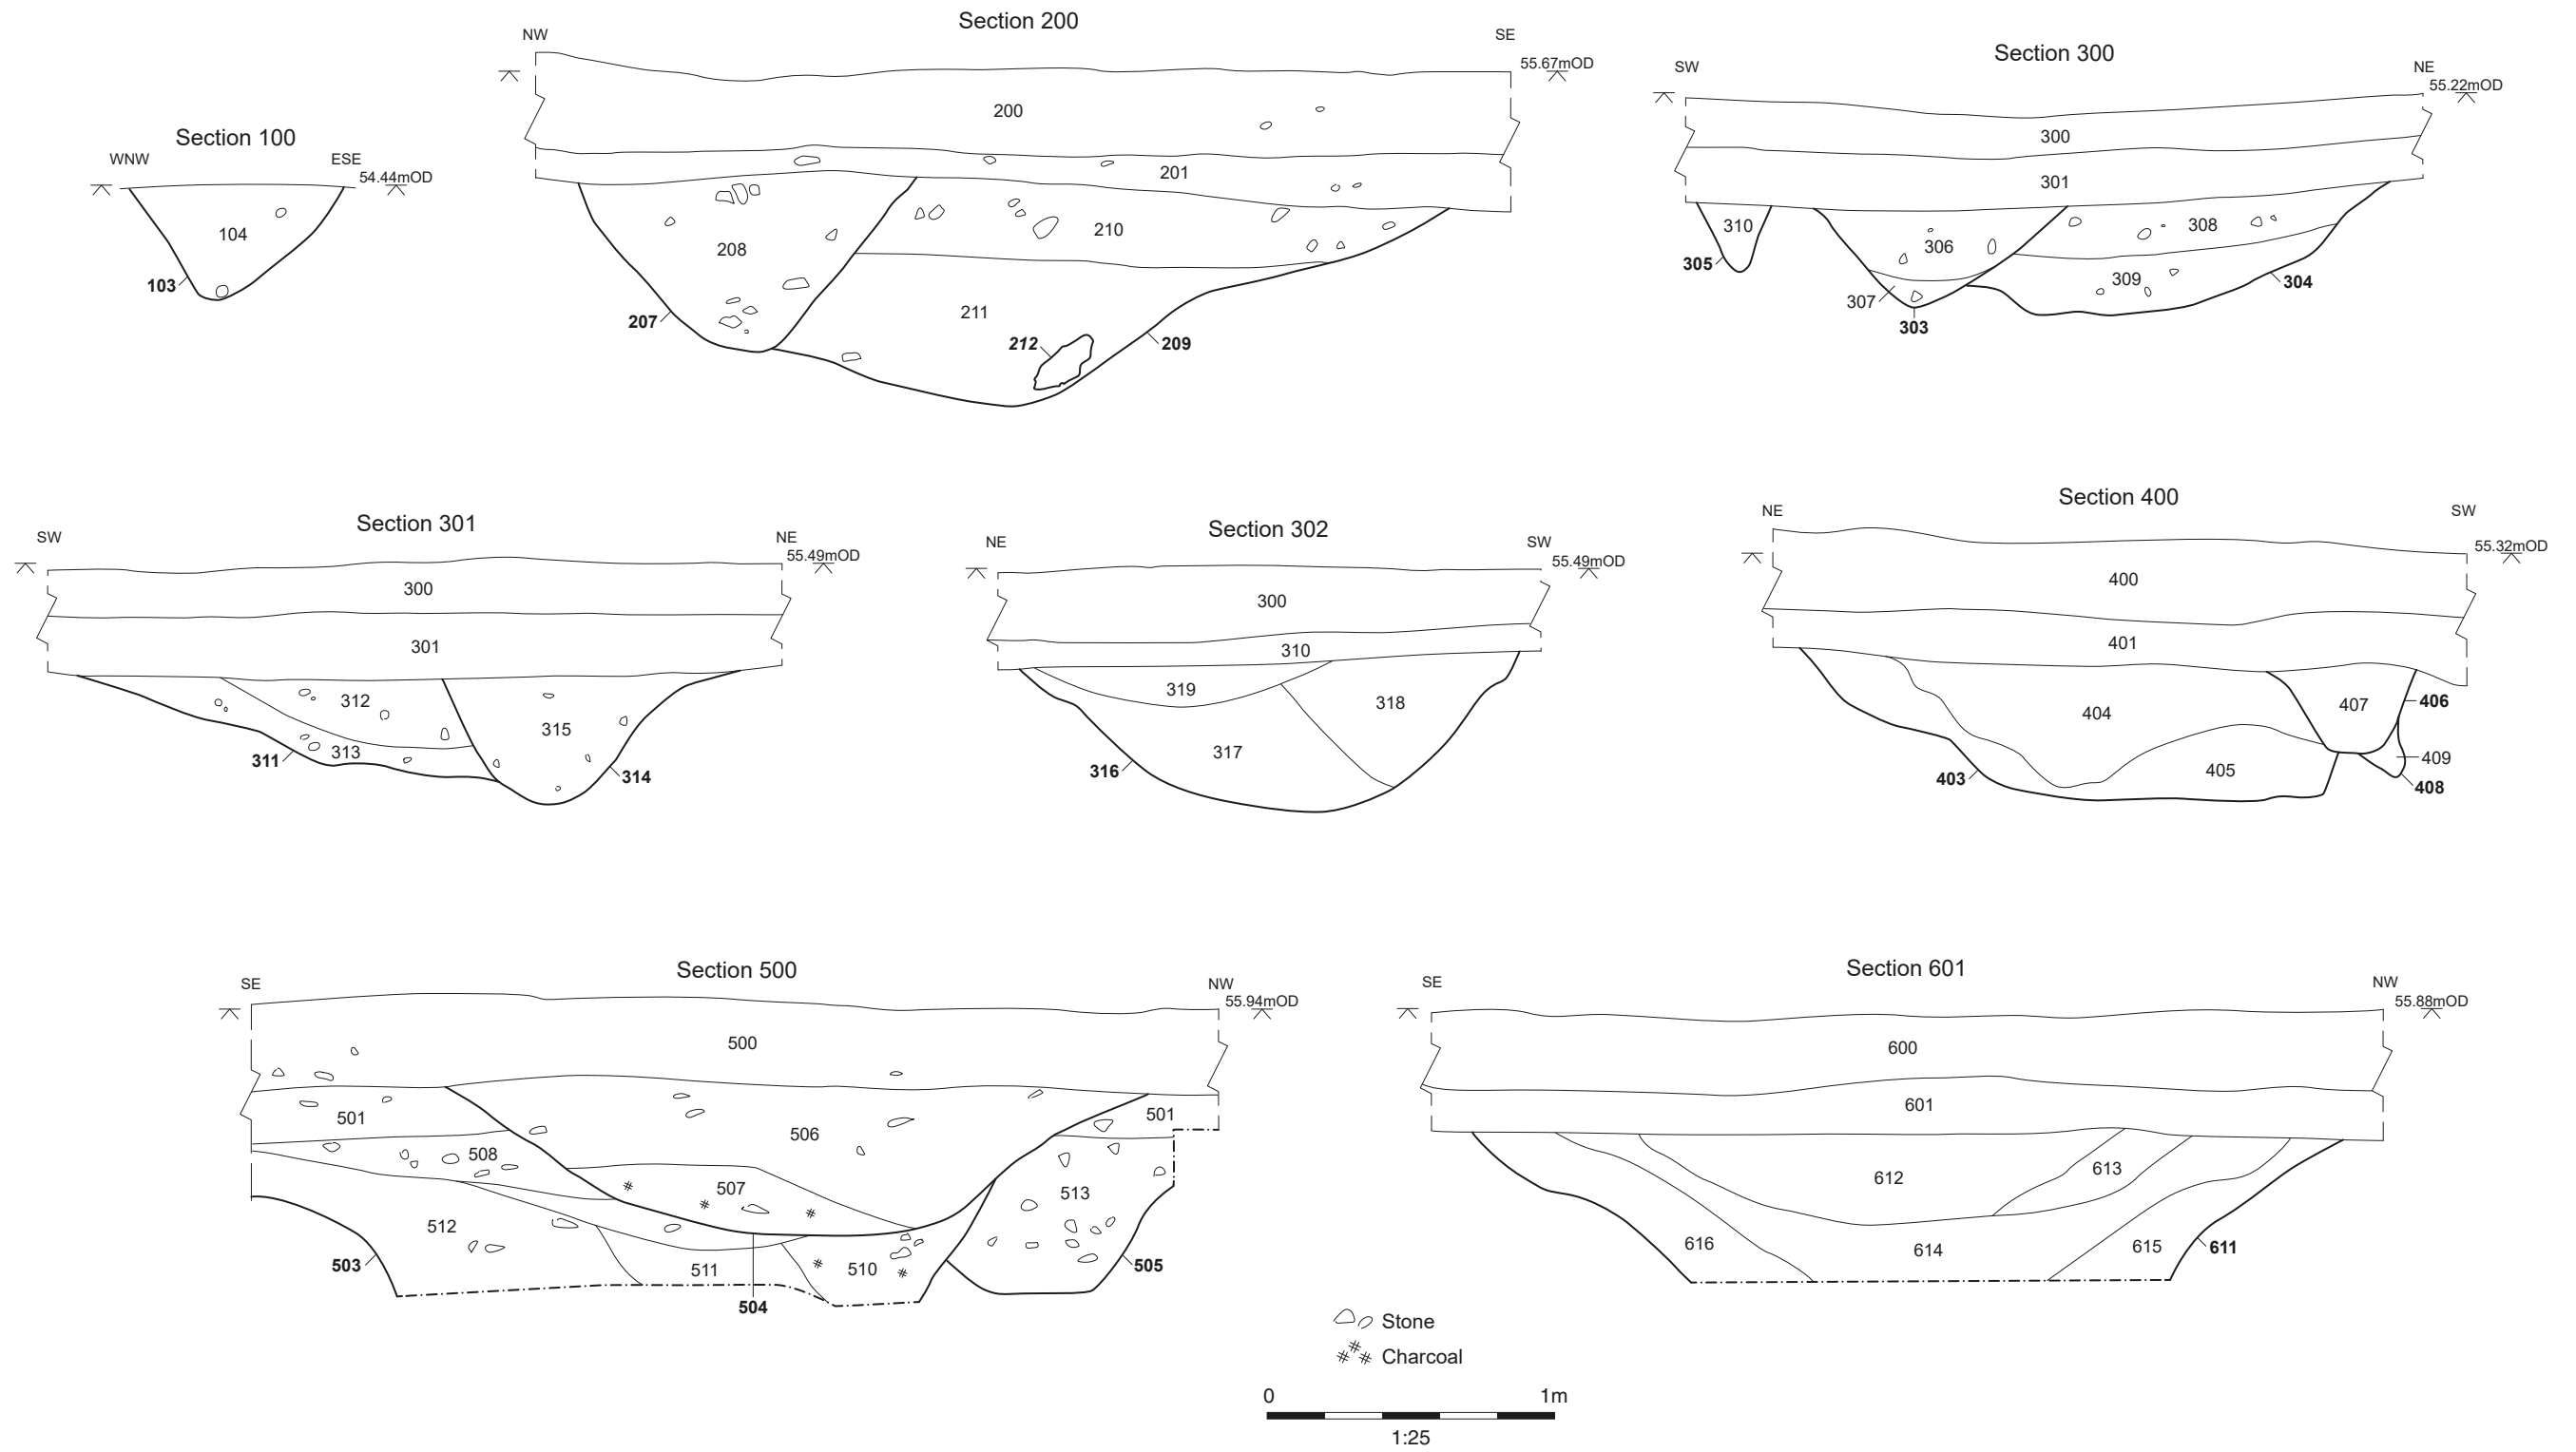 Section 100
WNW
ESE
54.44mOD
104
103
Section 200
NW
SE
55.67mOD
200
201
208
210
207
211
212
209
Section 300
SW
NE
55.22mOD
300
301
310
306
308
305
309
304
307
303
Section 301
SW
NE
55.49mOD
300
301
312
315
313
311
314
Section 302
NE
SW
55.49mOD
300
310
319
318
317
316
Section 400
NE
SW
55.32mOD
400
401
404
407
406
405
409
403
408
Section 500
SE
NW
55.94mOD
500
501
501
506
508
507
513
512
503
511
510
505
504
Section 601
SE
NW
55.88mOD
600
601
612
613
616
614
615
611
Stone
Charcoal
0 1m
1:25